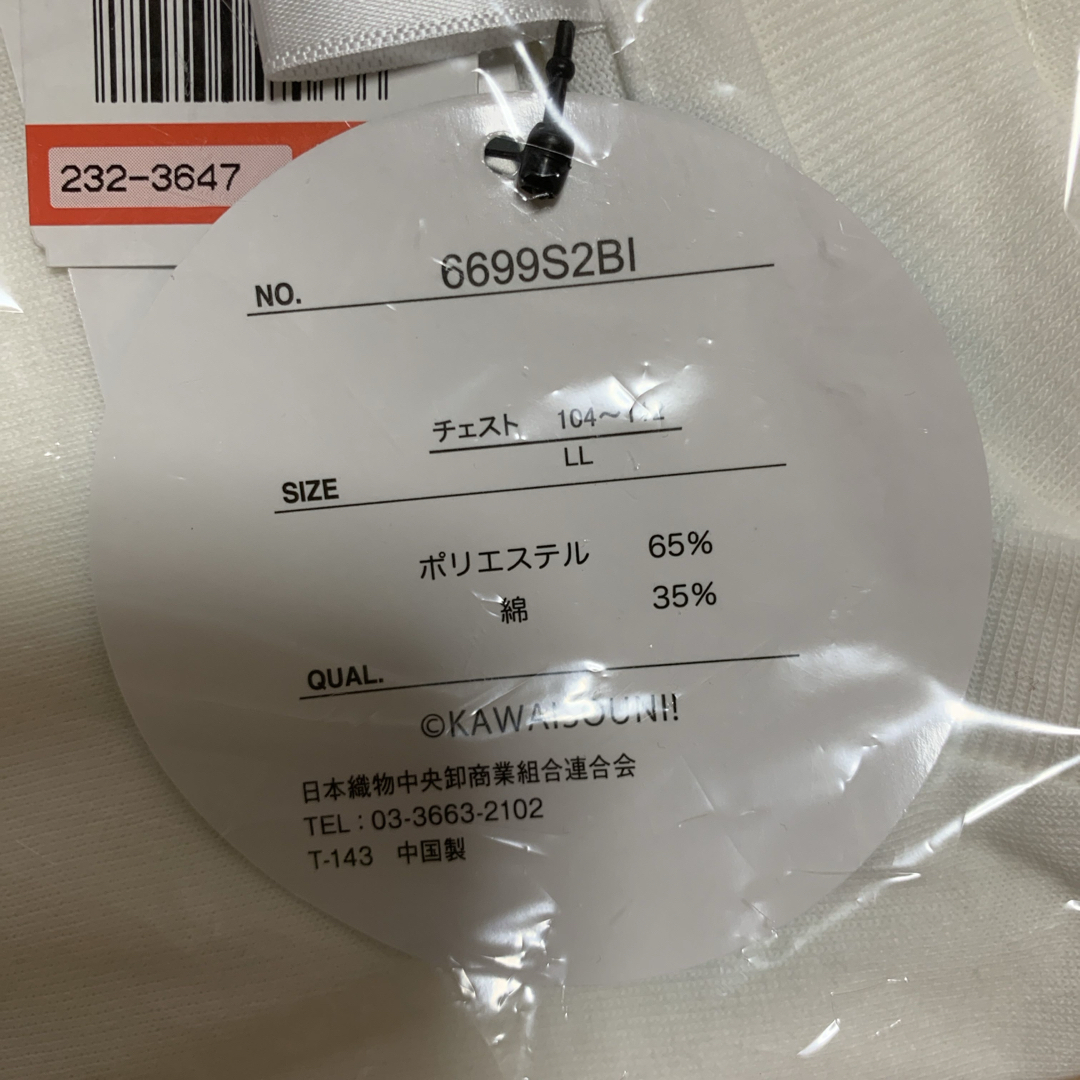 232-3647
NO. 6699S2BI
チェスト 104〜
LL
SIZE
ポリエステル 65%
綿 35%
QUAL.
©KAWAISOUNI!
日本織物中央卸商業組合連合会
TEL：03-3663-2102
T-143 中国製